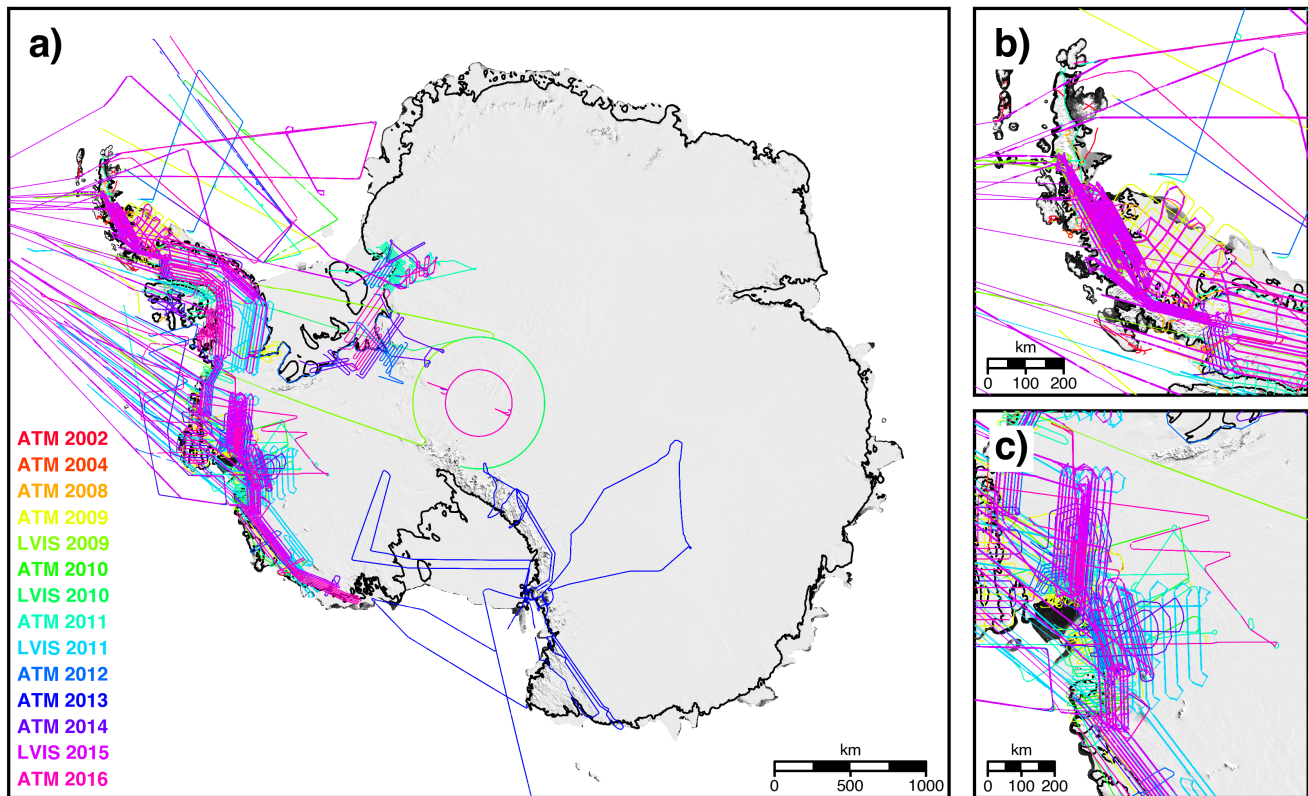 a)
ATM 2002
ATM 2004
ATM 2008
ATM 2009
LVIS 2009
ATM 2010
LVIS 2010
ATM 2011
LVIS 2011
ATM 2012
ATM 2013
ATM 2014
LVIS 2015
ATM 2016
km
0 500 1000
b)
km
0 100 200
c)
km
0 100 200